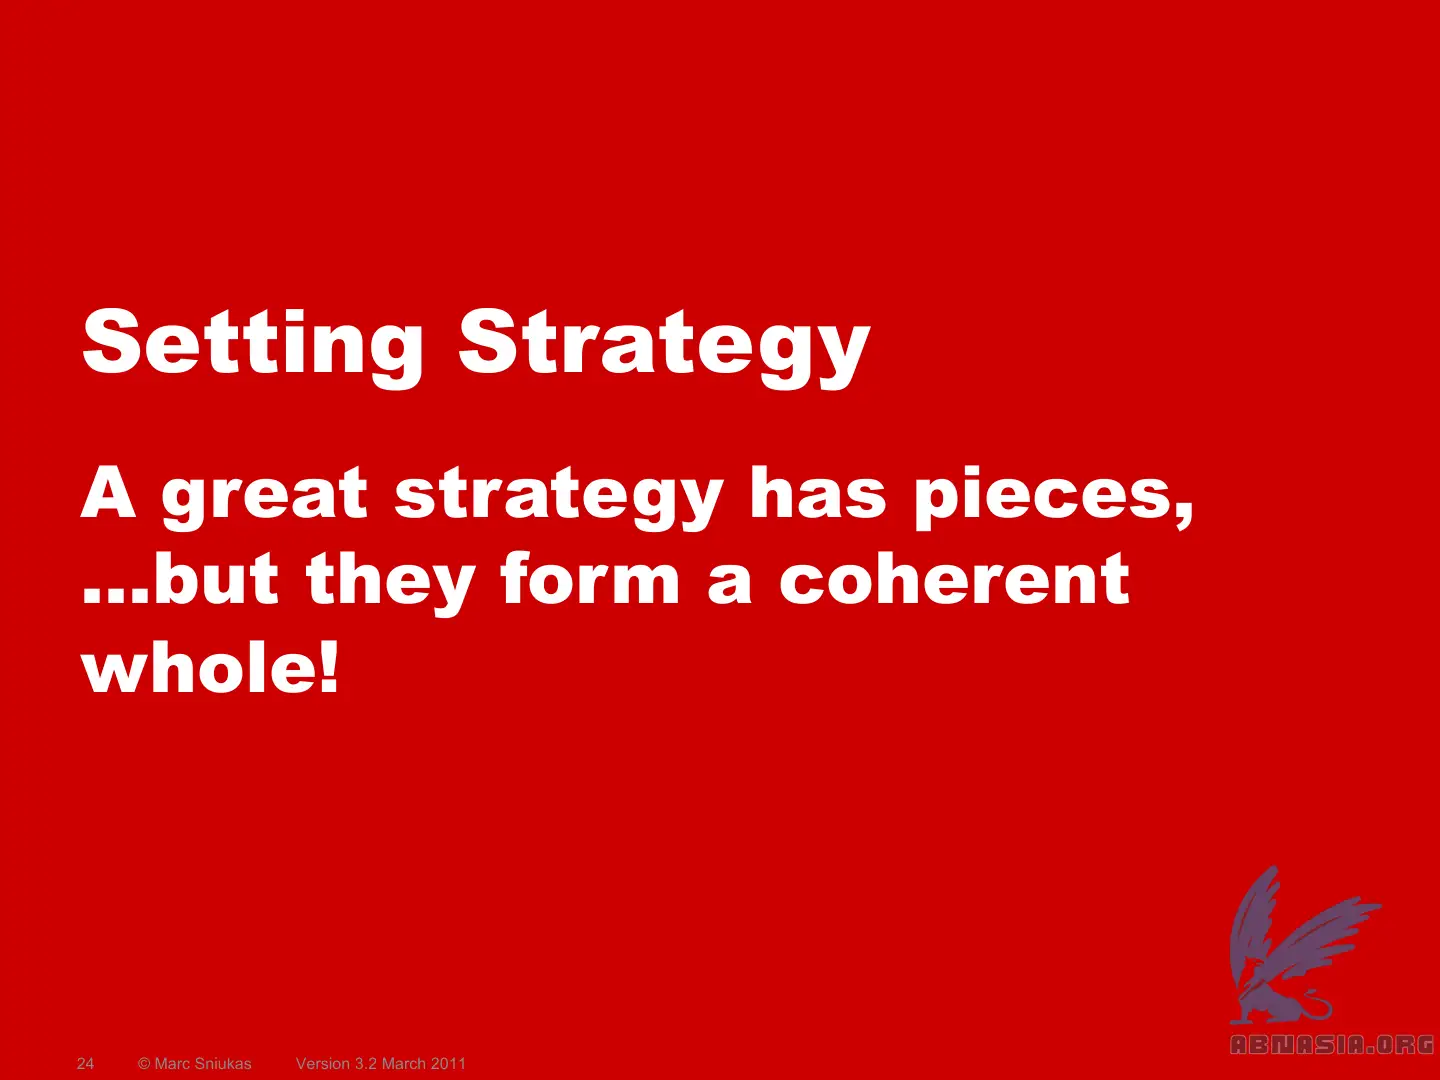 Setting Strategy
A great strategy has pieces,
...but they form a coherent
whole!
24 © Marc Sniukas Version 3.2 March 2011
ABNASIA.ORG